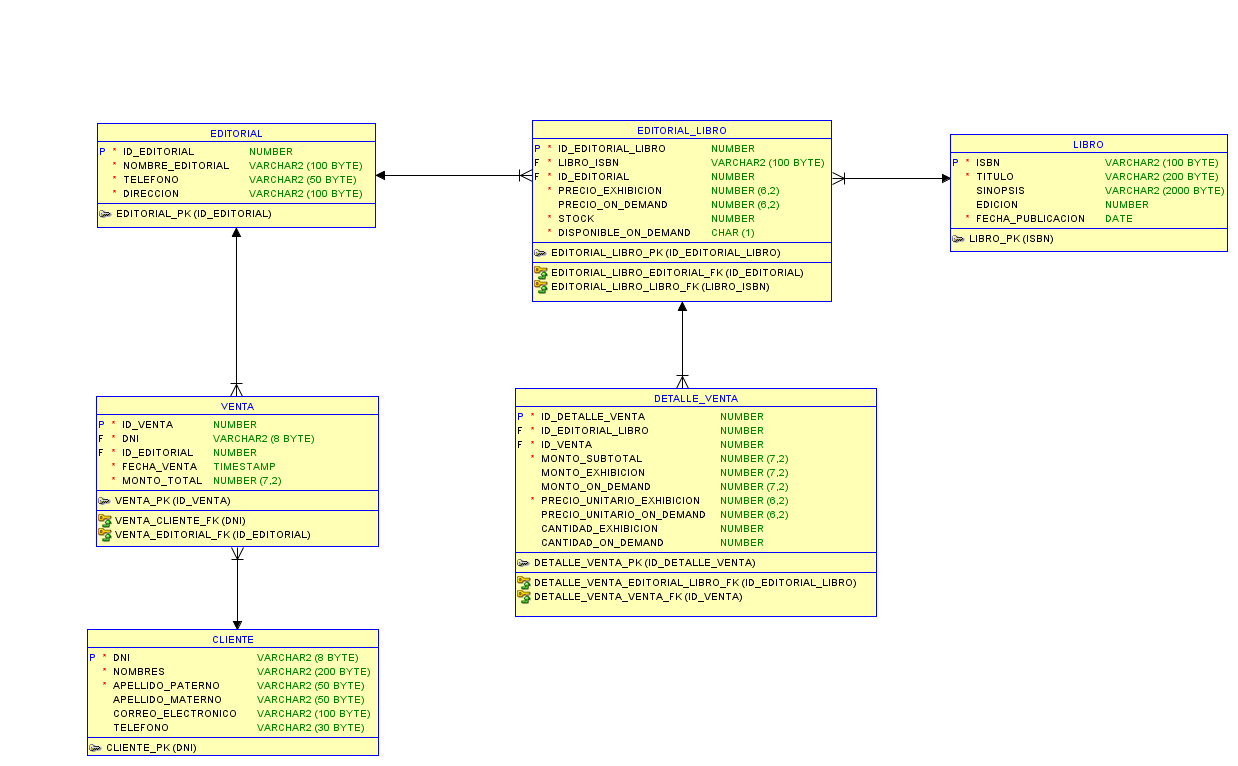 EDITORIAL
P * ID_EDITORIAL NUMBER
* NOMBRE_EDITORIAL VARCHAR2 (100 BYTE)
* TELEFONO VARCHAR2 (50 BYTE)
* DIRECCION VARCHAR2 (100 BYTE)
EDITORIAL_PK (ID_EDITORIAL)
EDITORIAL_LIBRO
P * ID_EDITORIAL_LIBRO NUMBER
F * LIBRO_ISBN VARCHAR2 (100 BYTE)
F * ID_EDITORIAL NUMBER
* PRECIO_EXHIBICION NUMBER (6,2)
PRECIO_ON_DEMAND NUMBER (6,2)
* STOCK NUMBER
* DISPONIBLE_ON_DEMAND CHAR (1)
EDITORIAL_LIBRO_PK (ID_EDITORIAL_LIBRO)
EDITORIAL_LIBRO_EDITORIAL_FK (ID_EDITORIAL)
EDITORIAL_LIBRO_LIBRO_FK (LIBRO_ISBN)
LIBRO
P * ISBN VARCHAR2 (100 BYTE)
* TITULO VARCHAR2 (200 BYTE)
SINOPSIS VARCHAR2 (2000 BYTE)
EDICION NUMBER
* FECHA_PUBLICACION DATE
LIBRO_PK (ISBN)
VENTA
P * ID_VENTA NUMBER
F * DNI VARCHAR2 (8 BYTE)
F * ID_EDITORIAL NUMBER
* FECHA_VENTA TIMESTAMP
* MONTO_TOTAL NUMBER (7,2)
VENTA_PK (ID_VENTA)
VENTA_CLIENTE_FK (DNI)
VENTA_EDITORIAL_FK (ID_EDITORIAL)
DETALLE_VENTA
P * ID_DETALLE_VENTA NUMBER
F * ID_EDITORIAL_LIBRO NUMBER
F * ID_VENTA NUMBER
* MONTO_SUBTOTAL NUMBER (7,2)
MONTO_EXHIBICION NUMBER (7,2)
MONTO_ON_DEMAND NUMBER (7,2)
* PRECIO_UNITARIO_EXHIBICION NUMBER (6,2)
PRECIO_UNITARIO_ON_DEMAND NUMBER (6,2)
CANTIDAD_EXHIBICION NUMBER
CANTIDAD_ON_DEMAND NUMBER
DETALLE_VENTA_PK (ID_DETALLE_VENTA)
DETALLE_VENTA_EDITORIAL_LIBRO_FK (ID_EDITORIAL_LIBRO)
DETALLE_VENTA_VENTA_FK (ID_VENTA)
CLIENTE
P * DNI VARCHAR2 (8 BYTE)
* NOMBRES VARCHAR2 (200 BYTE)
* APELLIDO_PATERNO VARCHAR2 (50 BYTE)
APELLIDO_MATERNO VARCHAR2 (50 BYTE)
CORREO_ELECTRONICO VARCHAR2 (100 BYTE)
TELEFONO VARCHAR2 (30 BYTE)
CLIENTE_PK (DNI)